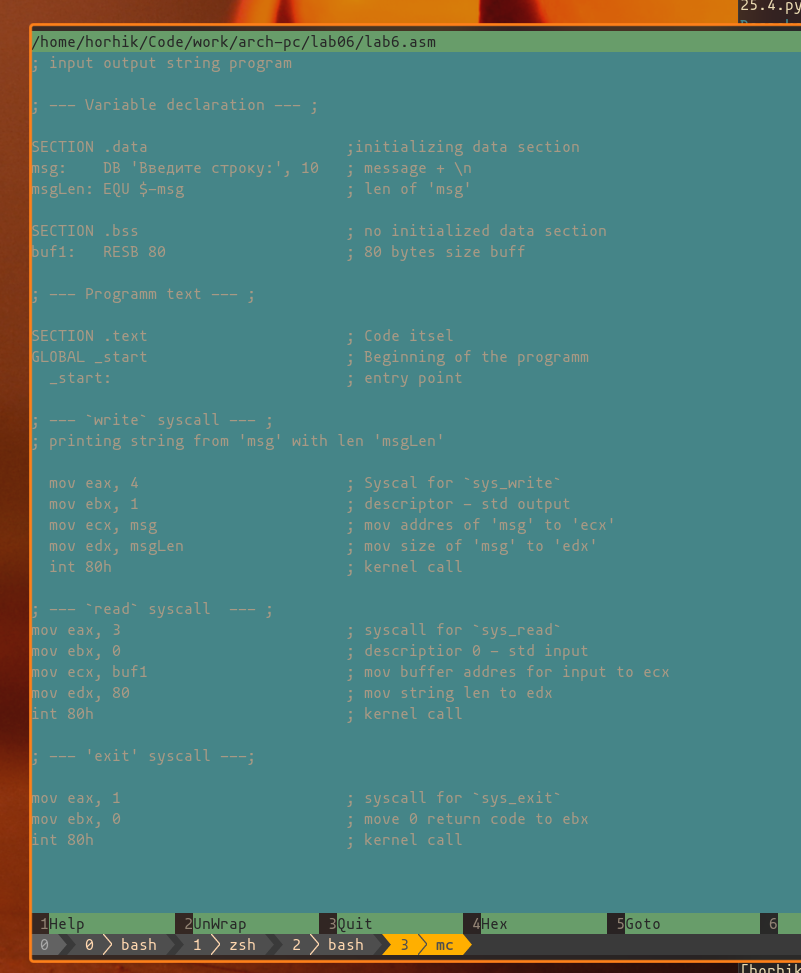 25.4.py
/home/horhik/Code/work/arch-pc/lab06/lab6.asm
; input output string program
; --- Variable declaration --- ;
SECTION .data ;initializing data section
msg: DB 'Введите строку:', 10 ; message + \n
msgLen: EQU $-msg ; len of 'msg'
SECTION .bss ; no initialized data section
buf1: RESB 80 ; 80 bytes size buff
; --- Programm text --- ;
SECTION .text ; Code itsel
GLOBAL _start ; Beginning of the programm
_start: ; entry point
; --- `write` syscall --- ;
; printing string from 'msg' with len 'msgLen'
mov eax, 4 ; Syscal for `sys_write`
mov ebx, 1 ; descriptor - std output
mov ecx, msg ; mov addres of 'msg' to 'ecx'
mov edx, msgLen ; mov size of 'msg' to 'edx'
int 80h ; kernel call
; --- `read` syscall --- ;
mov eax, 3 ; syscall for `sys_read`
mov ebx, 0 ; descriptior 0 - std input
mov ecx, buf1 ; mov buffer addres for input to ecx
mov edx, 80 ; mov string len to edx
int 80h ; kernel call
; --- 'exit' syscall ---;
mov eax, 1 ; syscall for `sys_exit`
mov ebx, 0 ; move 0 return code to ebx
int 80h ; kernel call
1Help 2UnWrap 3Quit 4Hex 5Goto 6
0 0 bash 1 zsh 2 bash 3 mc
[horhik